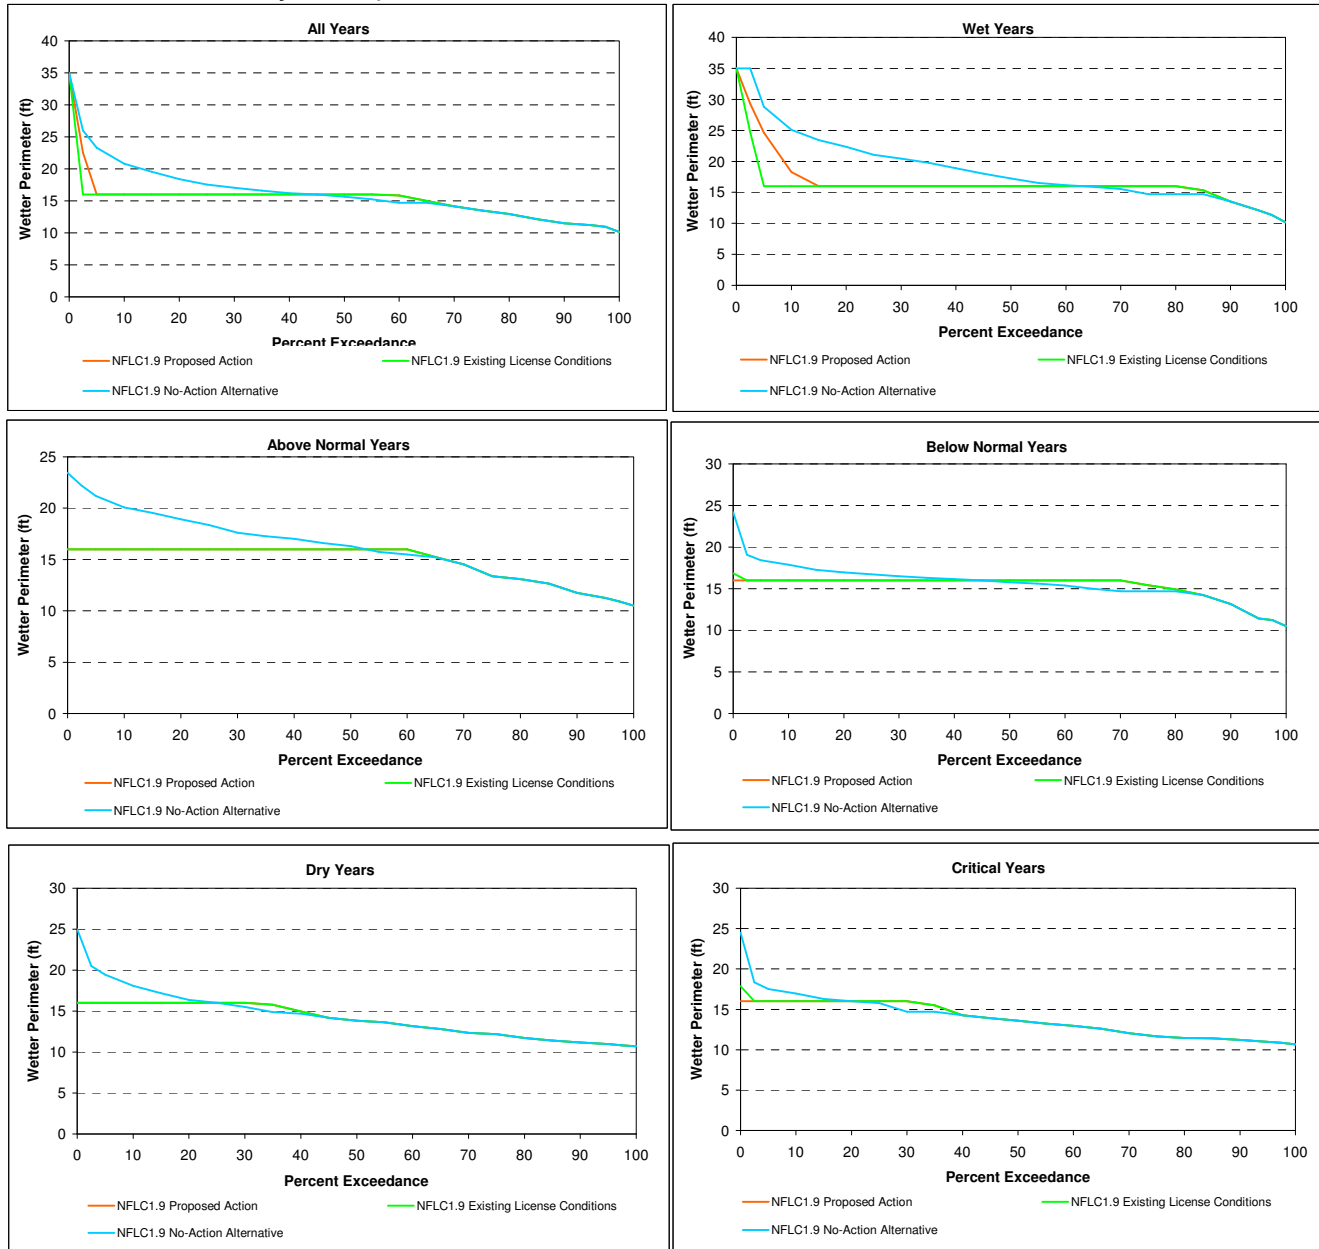 All Years
Wetter Perimeter (ft)
40
35
30
25
20
15
10
5
0
0 10 20 30 40 50 60 70 80 90 100
Percent Exceedance
NFLC1.9 Proposed Action
NFLC1.9 Existing License Conditions
NFLC1.9 No-Action Alternative
Wet Years
Wetter Perimeter (ft)
40
35
30
25
20
15
10
5
0
0 10 20 30 40 50 60 70 80 90 100
Percent Exceedance
NFLC1.9 Proposed Action
NFLC1.9 Existing License Conditions
NFLC1.9 No-Action Alternative
Above Normal Years
Wetter Perimeter (ft)
25
20
15
10
5
0
0 10 20 30 40 50 60 70 80 90 100
Percent Exceedance
NFLC1.9 Proposed Action
NFLC1.9 Existing License Conditions
NFLC1.9 No-Action Alternative
Below Normal Years
Wetter Perimeter (ft)
30
25
20
15
10
5
0
0 10 20 30 40 50 60 70 80 90 100
Percent Exceedance
NFLC1.9 Proposed Action
NFLC1.9 Existing License Conditions
NFLC1.9 No-Action Alternative
Dry Years
Wetter Perimeter (ft)
30
25
20
15
10
5
0
0 10 20 30 40 50 60 70 80 90 100
Percent Exceedance
NFLC1.9 Proposed Action
NFLC1.9 Existing License Conditions
NFLC1.9 No-Action Alternative
Critical Years
Wetter Perimeter (ft)
30
25
20
15
10
5
0
0 10 20 30 40 50 60 70 80 90 100
Percent Exceedance
NFLC1.9 Proposed Action
NFLC1.9 Existing License Conditions
NFLC1.9 No-Action Alternative